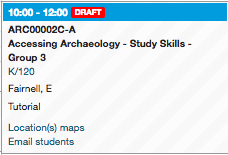 10:00 - 12:00 DRAFT
ARC00002C-A
Accessing Archaeology - Study Skills -
Group 3
K/120
Fairnell, E
Tutorial
Location(s) maps
Email students